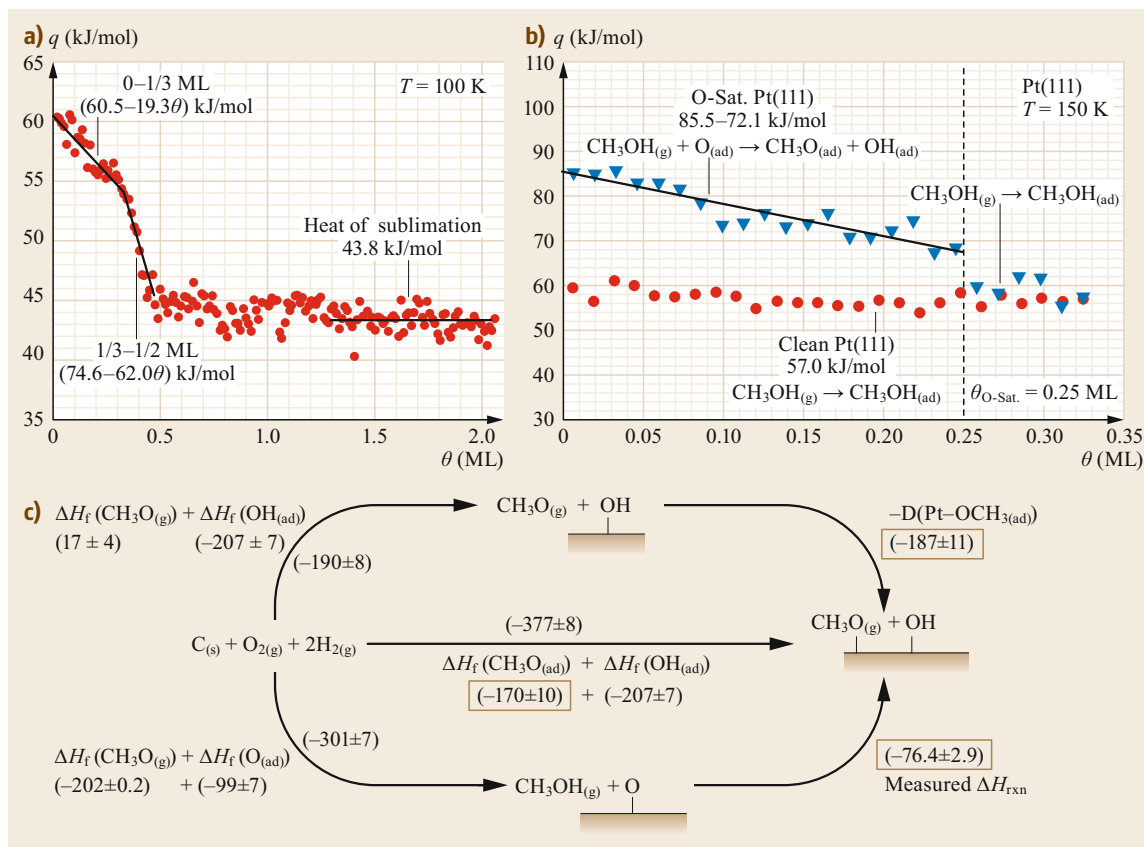 a) q (kJ/mol)
65
60
55
50
45
40
35
0–1/3 ML
(60.5–19.3θ) kJ/mol
T = 100 K
Heat of sublimation
43.8 kJ/mol
1/3–1/2 ML
(74.6–62.0θ) kJ/mol
0 0.5 1.0 1.5 2.0
θ (ML)
b) q (kJ/mol)
110
100
90
80
70
60
50
40
30
O-Sat. Pt(111)
85.5–72.1 kJ/mol
CH3OH(g) + O(ad) → CH3O(ad) + OH(ad)
Pt(111)
T = 150 K
CH3OH(g) → CH3OH(ad)
Clean Pt(111)
57.0 kJ/mol
CH3OH(g) → CH3OH(ad)
θO-Sat. = 0.25 ML
0 0.05 0.10 0.15 0.20 0.25 0.30 0.35
θ (ML)
c)
ΔHf (CH3O(g)) + ΔHf (OH(ad))
(17 ± 4) (–207 ± 7)
(–190±8)
CH3O(g) + OH
–D(Pt–OCH3(ad))
(–187±11)
C(s) + O2(g) + 2H2(g)
(–377±8)
ΔHf (CH3O(ad)) + ΔHf (OH(ad))
(–170±10) + (–207±7)
CH3O(g) + OH
ΔHf (CH3O(g)) + ΔHf (O(ad))
(–202±0.2) + (–99±7)
(–301±7)
CH3OH(g) + O
(–76.4±2.9)
Measured ΔHrxn